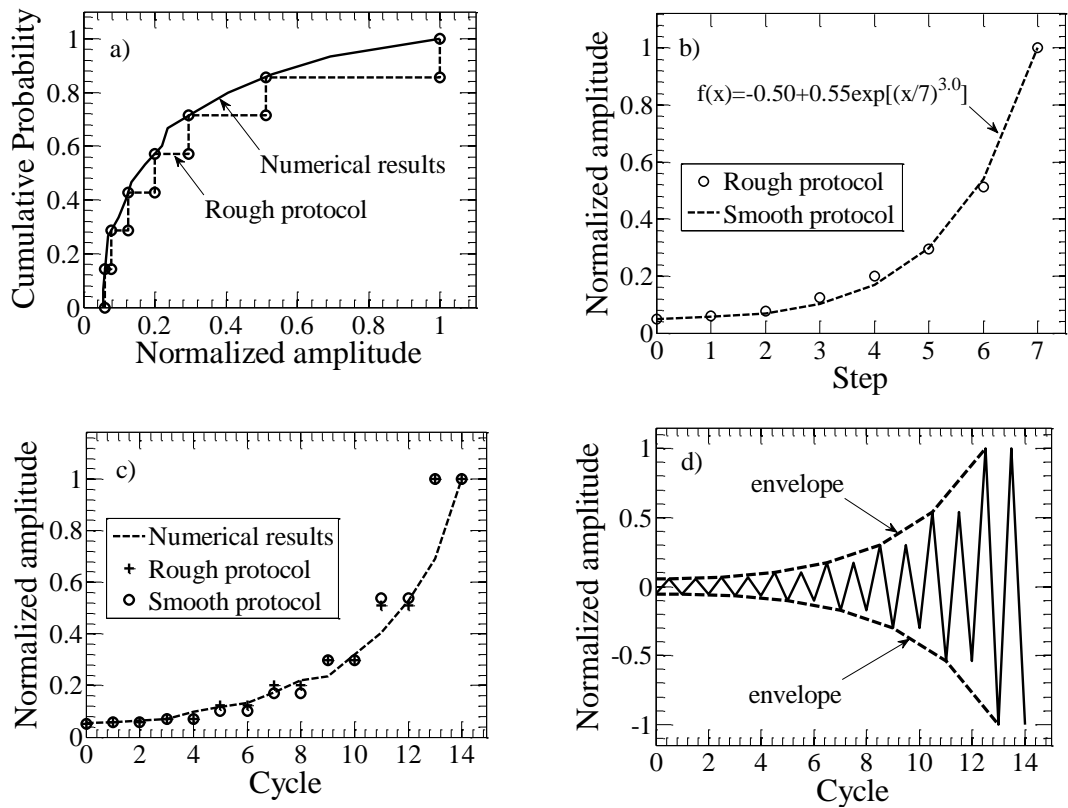 a)
Cumulative Probability
1
0.8
0.6
0.4
0.2
0
Numerical results
Rough protocol
0 0.2 0.4 0.6 0.8 1
Normalized amplitude
b)
Normalized amplitude
1
0.8
0.6
0.4
0.2
0
f(x)=-0.50+0.55exp[(x/7)^3.0]
Rough protocol
Smooth protocol
0 1 2 3 4 5 6 7
Step
c)
Normalized amplitude
1
0.8
0.6
0.4
0.2
0
Numerical results
Rough protocol
Smooth protocol
0 2 4 6 8 10 12 14
Cycle
d)
Normalized amplitude
1
0.5
0
-0.5
-1
envelope
envelope
0 2 4 6 8 10 12 14
Cycle